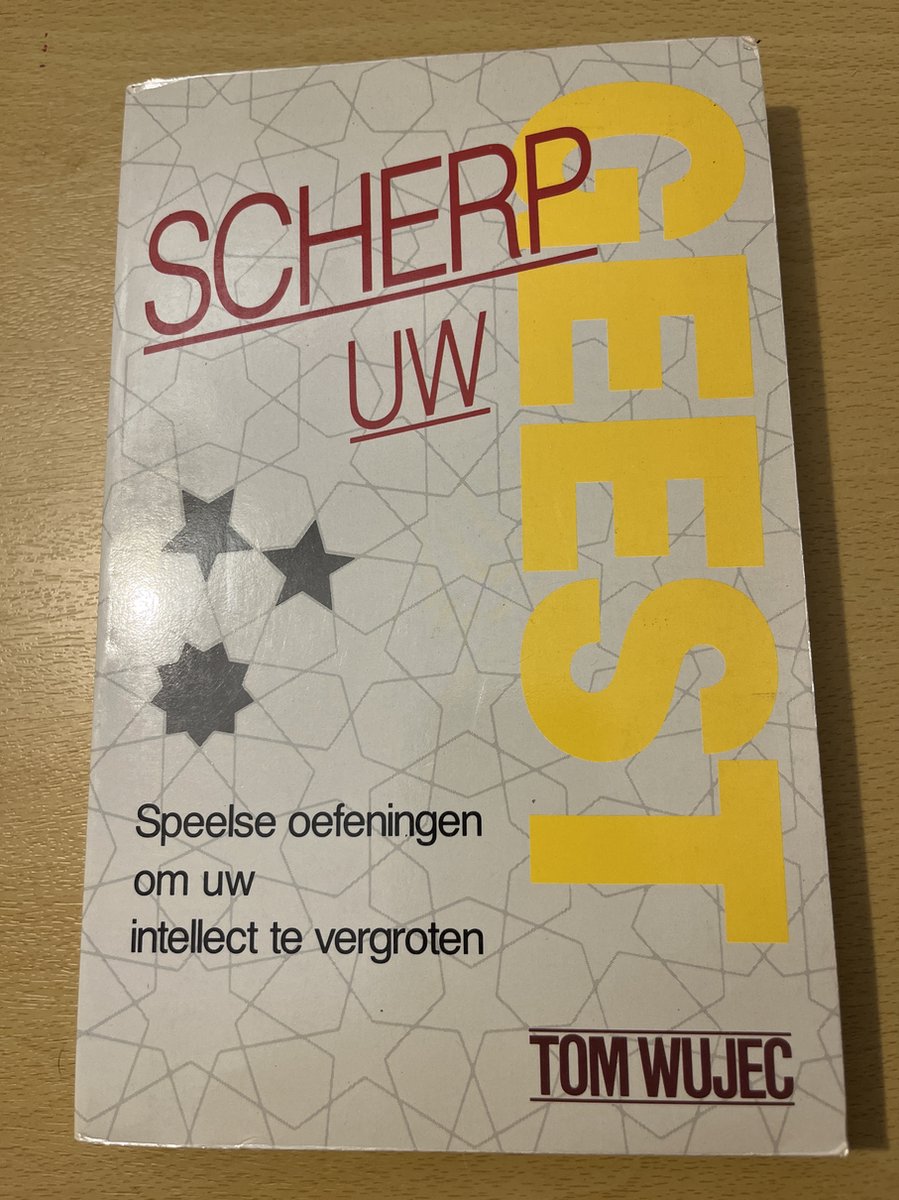 SCHERP
UW
GEEST
Speelse oefeningen
om uw
intellect te vergroten
TOM WUJEC